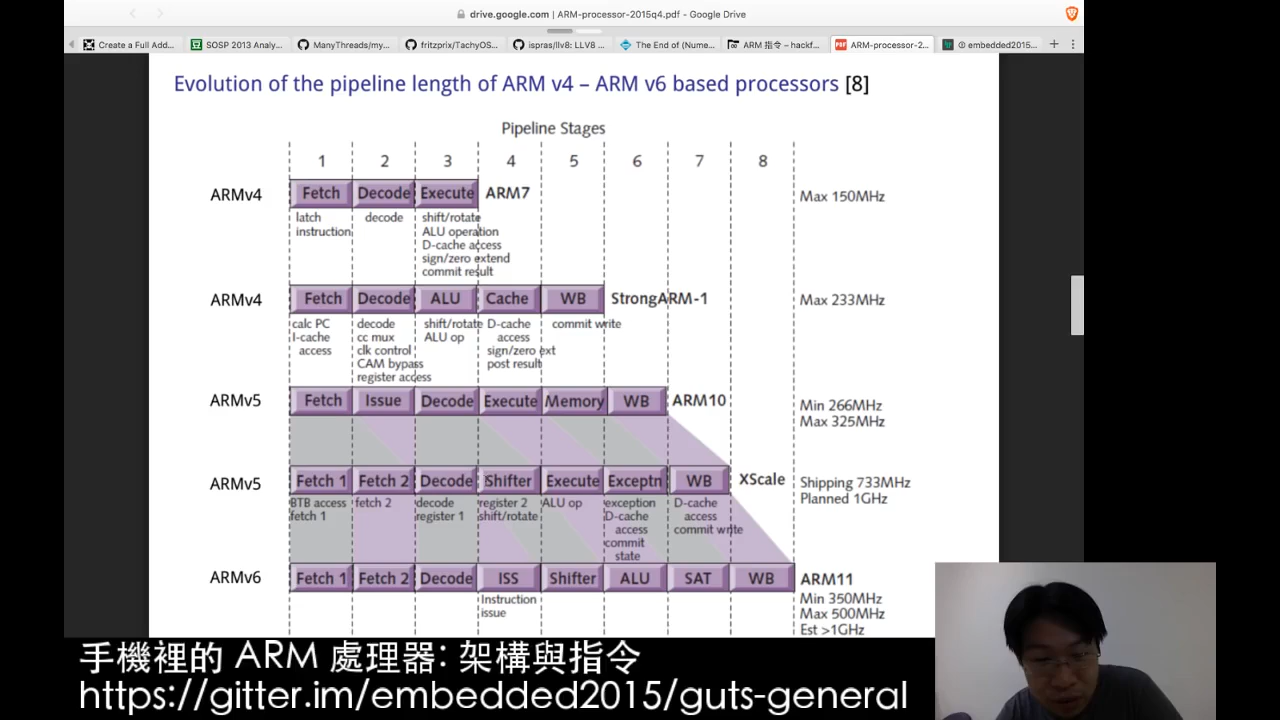 drive.google.com | ARM-processor-2015q4.pdf - Google Drive
Create a Full Add... SOSP 2013 Analy... ManyThreads/my... fritzprix/TachyOS... ispras/llv8: LLV8 ... The End of (Nume... ARM 指令 – hackf... ARM-processor-2... embedded2015...
Evolution of the pipeline length of ARM v4 – ARM v6 based processors [8]
Pipeline Stages
1 2 3 4 5 6 7 8
ARMv4 Fetch Decode Execute ARM7 Max 150MHz
latch decode shift/rotate
instruction ALU operation
D-cache access
sign/zero extend
commit result
ARMv4 Fetch Decode ALU Cache WB StrongARM-1 Max 233MHz
calc PC decode shift/rotate D-cache commit write
I-cache cc mux ALU op access
access clk control sign/zero ext
CAM bypass post result
register access
ARMv5 Fetch Issue Decode Execute Memory WB ARM10 Min 266MHz
Max 325MHz
ARMv5 Fetch 1 Fetch 2 Decode Shifter Execute Exceptn WB XScale Shipping 733MHz
Planned 1GHz
BTB access fetch 2 decode register 2 ALU op exception D-cache
fetch 1 register 1 shift/rotate D-cache access
access commit write
commit
state
ARMv6 Fetch 1 Fetch 2 Decode ISS Shifter ALU SAT WB ARM11
Instruction Min 350MHz
issue Max 500MHz
Est >1GHz
手機裡的 ARM 處理器: 架構與指令
https://gitter.im/embedded2015/guts-general